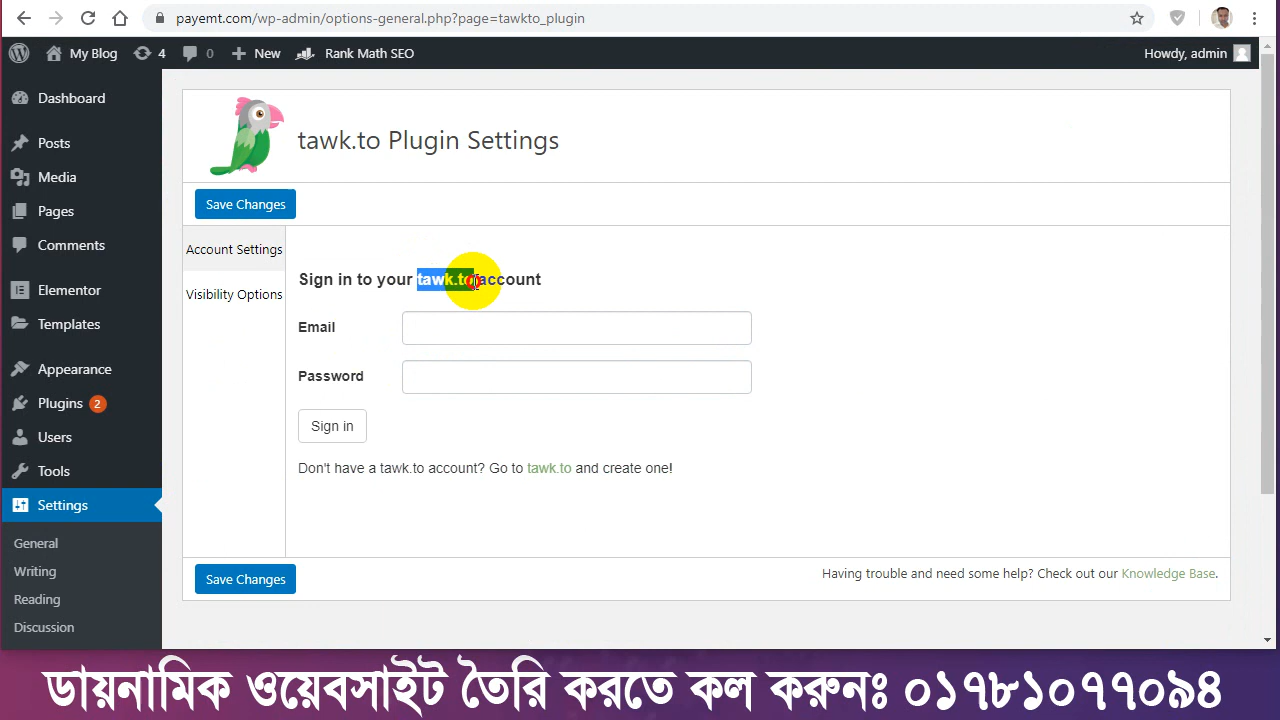 payemt.com/wp-admin/options-general.php?page=tawkto_plugin
My Blog 4 0 New Rank Math SEO Howdy, admin
Dashboard
Posts
Media
Pages
Comments
Elementor
Templates
Appearance
Plugins 2
Users
Tools
Settings
General
Writing
Reading
Discussion
tawk.to Plugin Settings
Save Changes
Account Settings
Visibility Options
Sign in to your tawk.to account
Email
Password
Sign in
Don't have a tawk.to account? Go to tawk.to and create one!
Save Changes
Having trouble and need some help? Check out our Knowledge Base.
ডায়নামিক ওয়েবসাইট তৈরি করতে কল করুনঃ ০১৭৮১০৭৭০৯৪